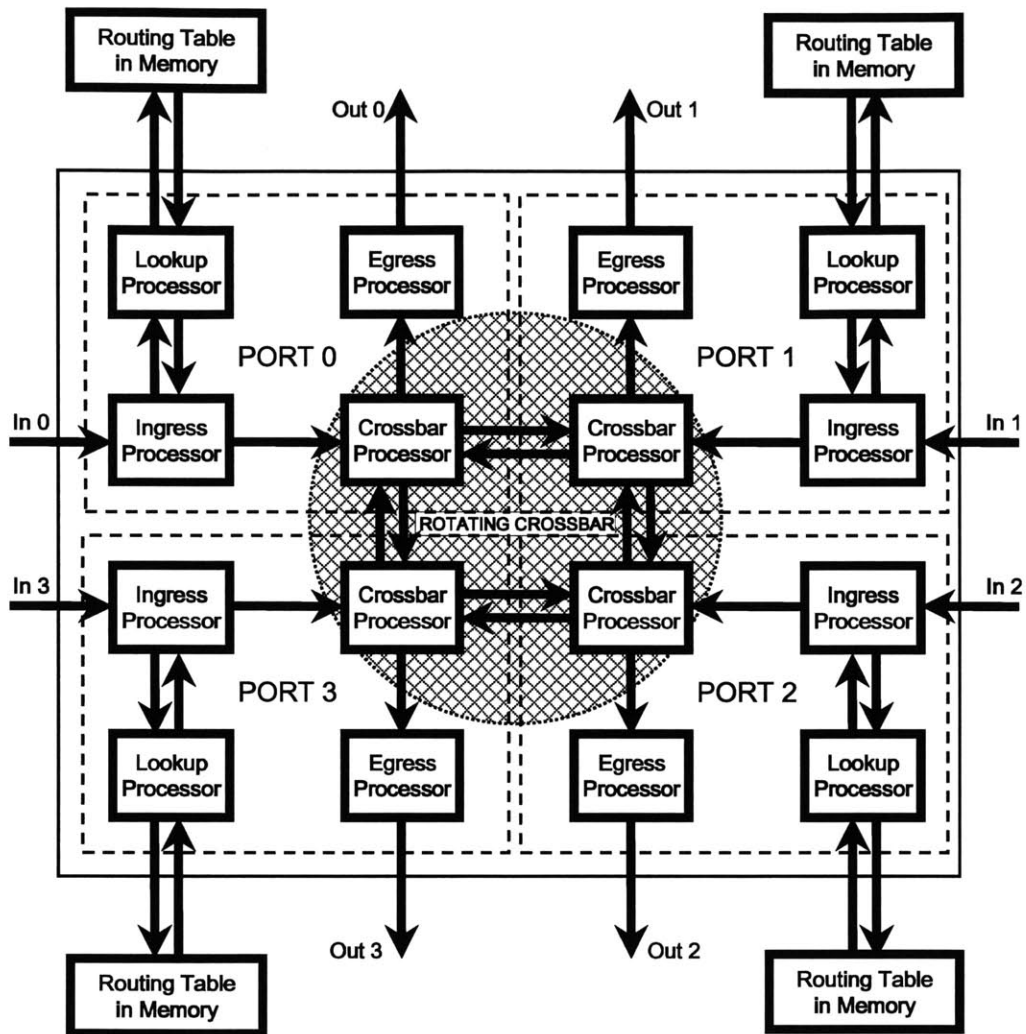 Routing Table
in Memory
Routing Table
in Memory
Out 0
Out 1
Lookup
Processor
Egress
Processor
Egress
Processor
Lookup
Processor
PORT 0
PORT 1
In 0
Ingress
Processor
Crossbar
Processor
Crossbar
Processor
Ingress
Processor
In 1
ROTATING CROSSBAR
In 3
Ingress
Processor
Crossbar
Processor
Crossbar
Processor
Ingress
Processor
In 2
PORT 3
PORT 2
Lookup
Processor
Egress
Processor
Egress
Processor
Lookup
Processor
Out 3
Out 2
Routing Table
in Memory
Routing Table
in Memory